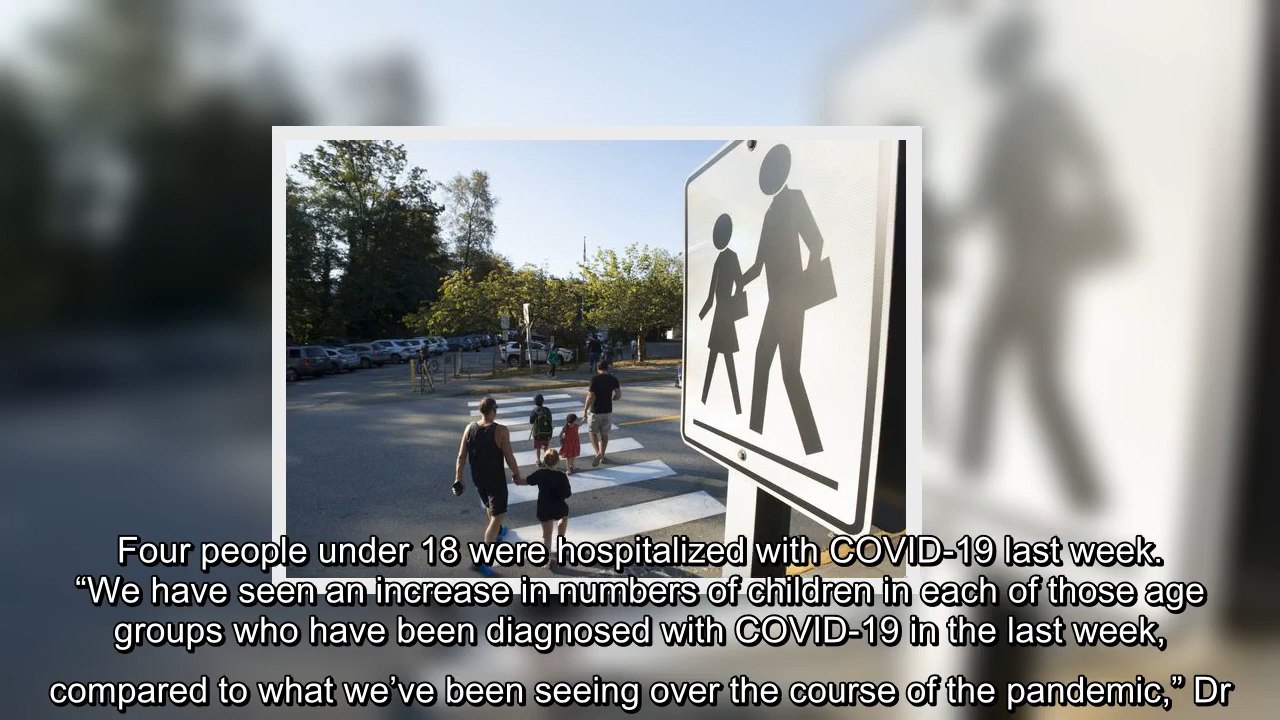 Four people under 18 were hospitalized with COVID-19 last week.
“We have seen an increase in numbers of children in each of those age
groups who have been diagnosed with COVID-19 in the last week,
compared to what we’ve been seeing over the course of the pandemic,” Dr